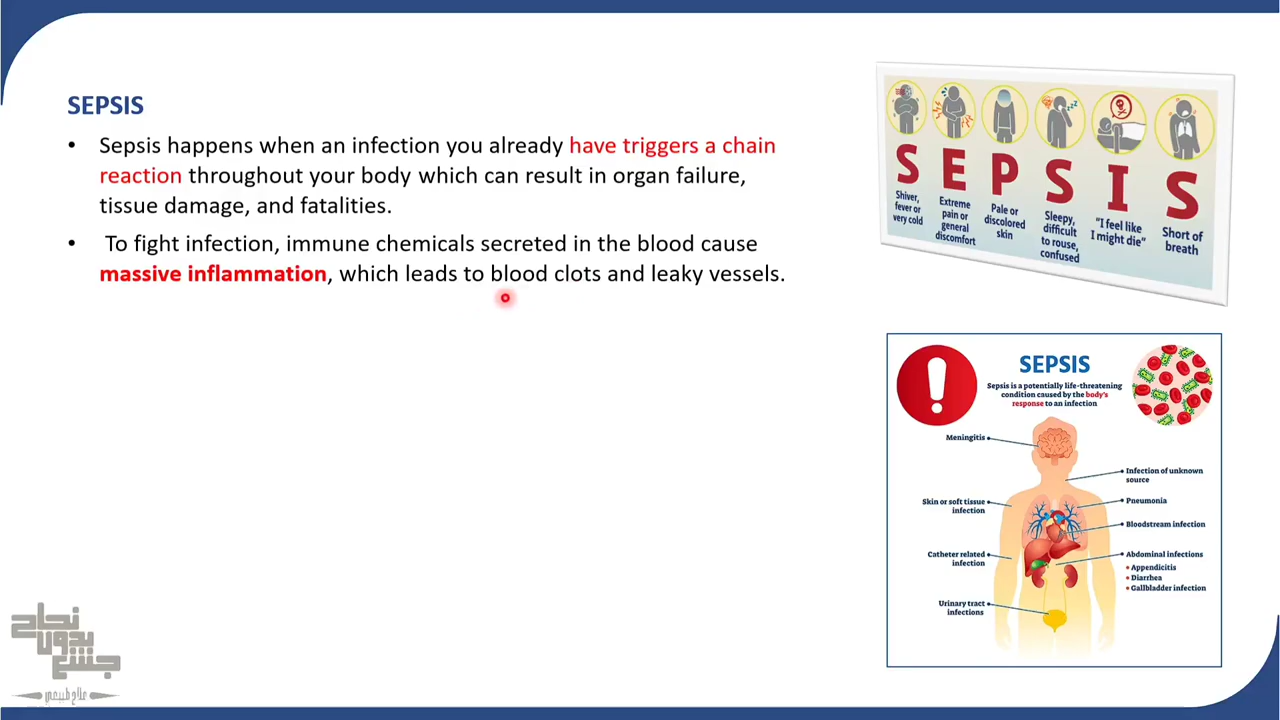 SEPSIS
• Sepsis happens when an infection you already have triggers a chain
reaction throughout your body which can result in organ failure,
tissue damage, and fatalities.
• To fight infection, immune chemicals secreted in the blood cause
massive inflammation, which leads to blood clots and leaky vessels.
S E P S I S
Shiver,
fever or
very cold
Extreme
pain or
general
discomfort
Pale or
discolored
skin
Sleepy,
difficult
to rouse,
confused
"I feel like
I might die"
Short of
breath
SEPSIS
Sepsis is a potentially life-threatening
condition caused by the body's
response to an infection
Meningitis
Infection of unknown
source
Skin or soft tissue
infection
Pneumonia
Bloodstream infection
Catheter related
infection
Abdominal infections
• Appendicitis
• Diarrhea
• Gallbladder infection
Urinary tract
infections
نجاح
بدون
جشع
علاج طبيعي